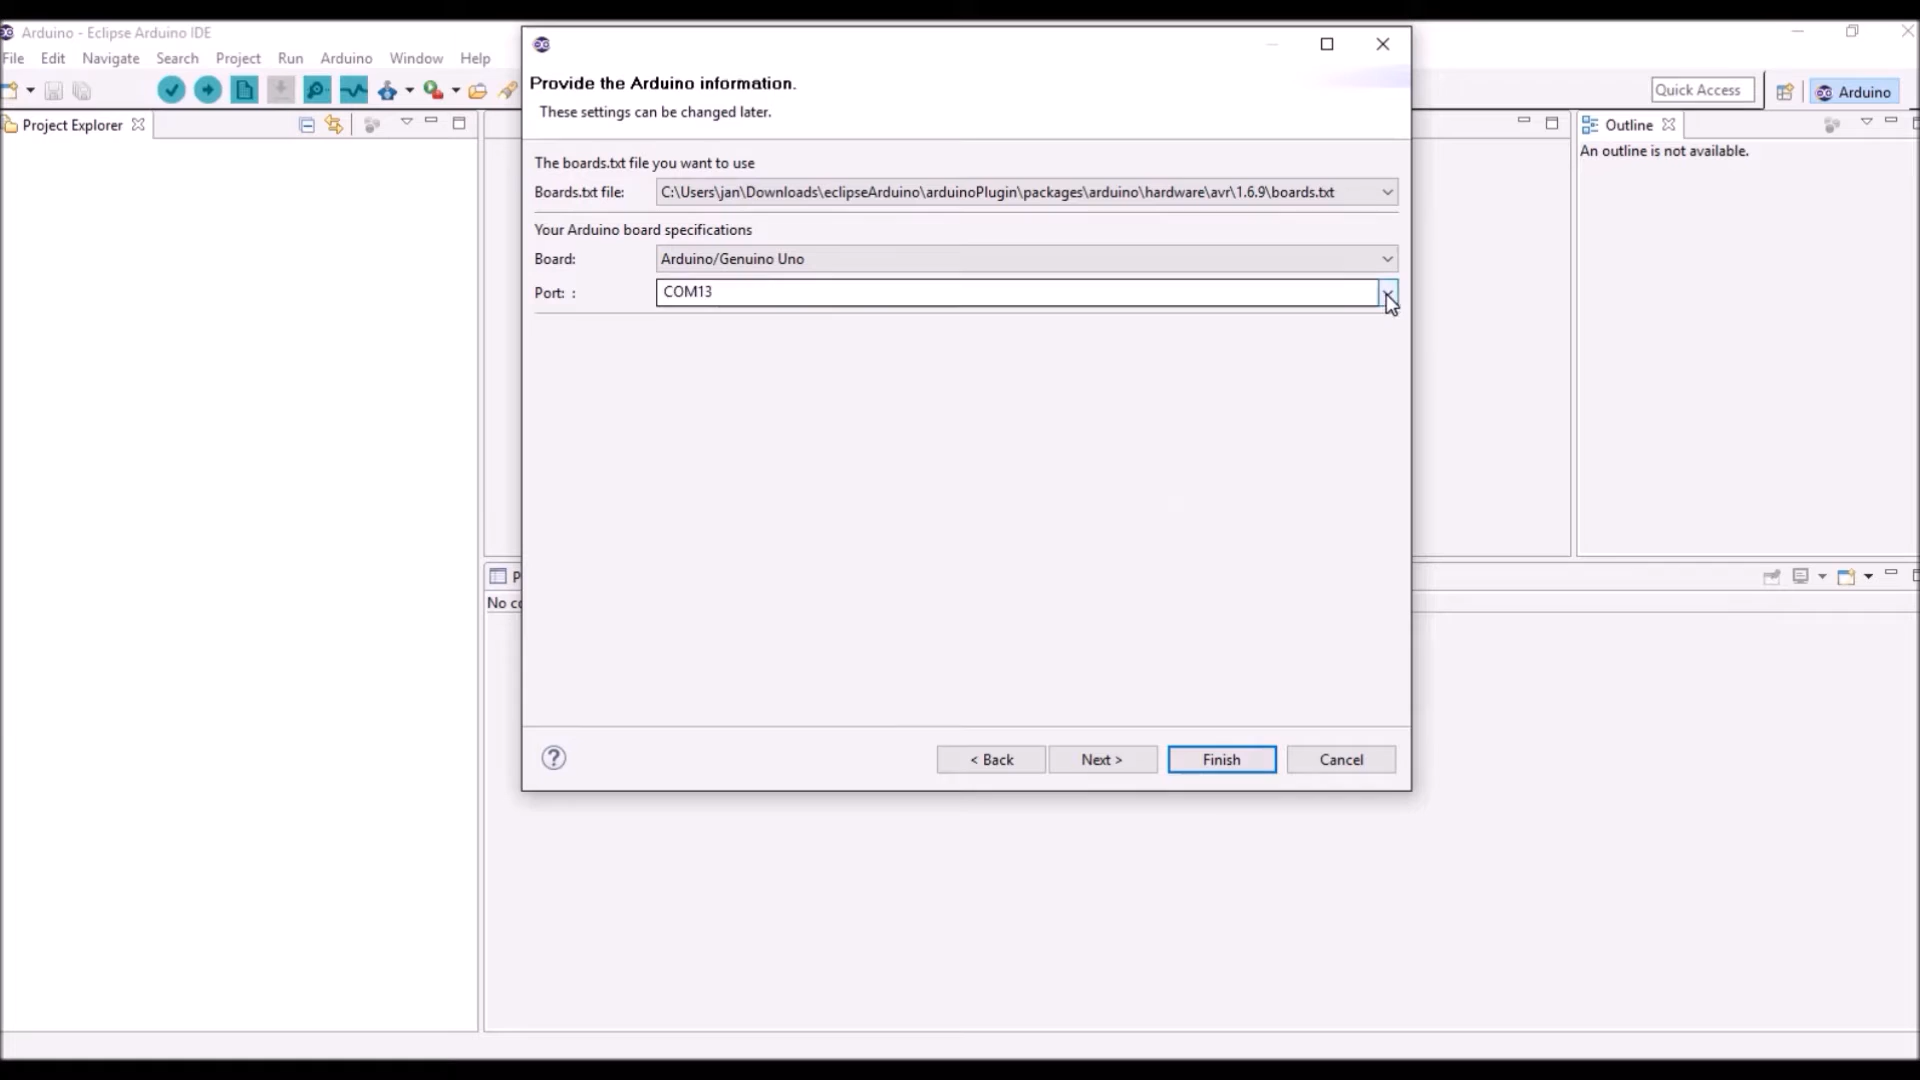 Arduino - Eclipse Arduino IDE
File Edit Navigate Search Project Run Arduino Window Help
Quick Access
Arduino
Project Explorer
Outline
An outline is not available.
Provide the Arduino information.
These settings can be changed later.
The boards.txt file you want to use
Boards.txt file: C:\Users\jan\Downloads\eclipseArduino\arduinoPlugin\packages\arduino\hardware\avr\1.6.9\boards.txt
Your Arduino board specifications
Board: Arduino/Genuino Uno
Port: : COM13
P
No co
? < Back Next > Finish Cancel